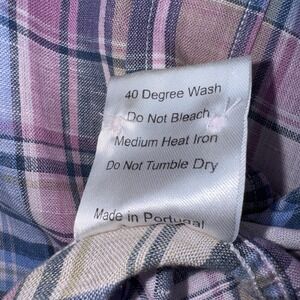 40 Degree Wash
Do Not Bleach
Medium Heat Iron
Do Not Tumble Dry
Made in Portugal